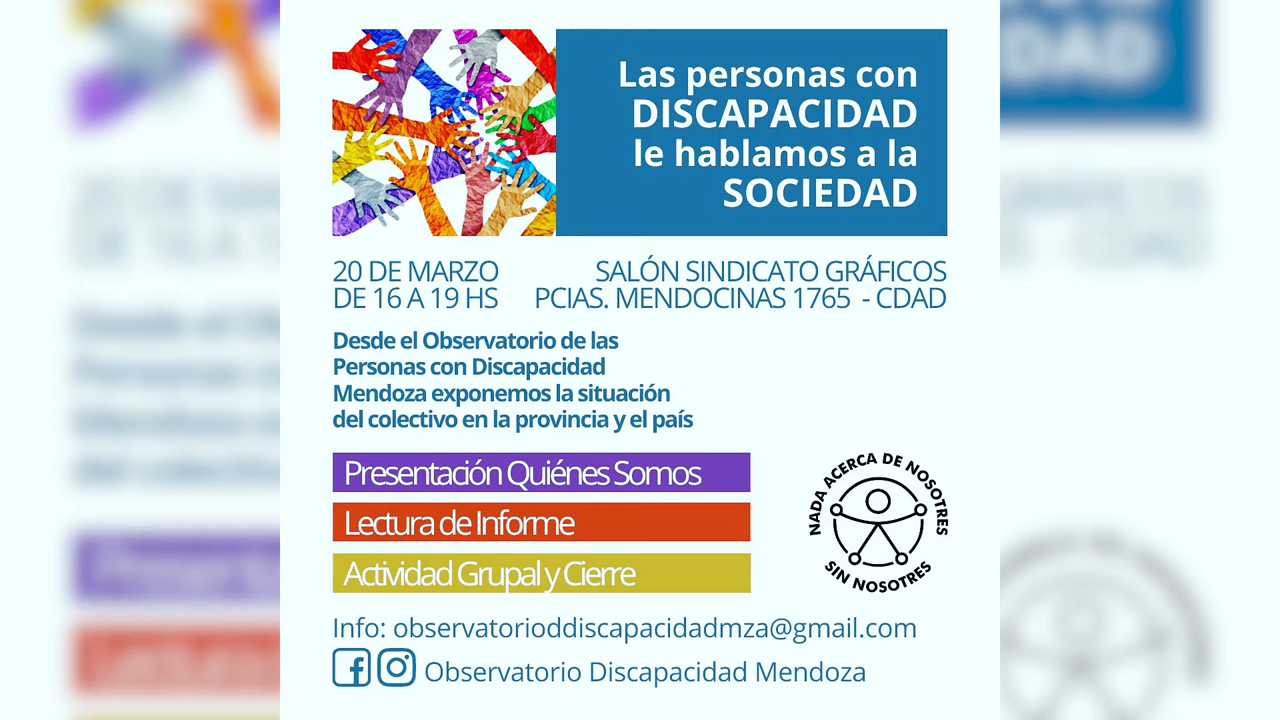 Las personas con
DISCAPACIDAD
le hablamos a la
SOCIEDAD
20 DE MARZO
DE 16 A 19 HS
SALÓN SINDICATO GRÁFICOS
PCIAS. MENDOCINAS 1765 - CDAD
Desde el Observatorio de las
Personas con Discapacidad
Mendoza exponemos la situación
del colectivo en la provincia y el país
Presentación Quiénes Somos
Lectura de Informe
Actividad Grupal y Cierre
NADA ACERCA DE NOSOTRES
SIN NOSOTRES
Info: observatorioddiscapacidadmza@gmail.com
Observatorio Discapacidad Mendoza